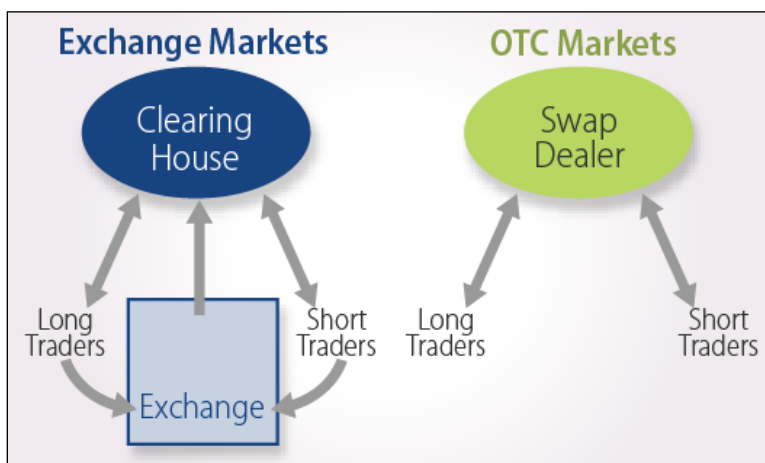 Exchange Markets
Clearing
House
Long
Traders
Short
Traders
Exchange
OTC Markets
Swap
Dealer
Long
Traders
Short
Traders